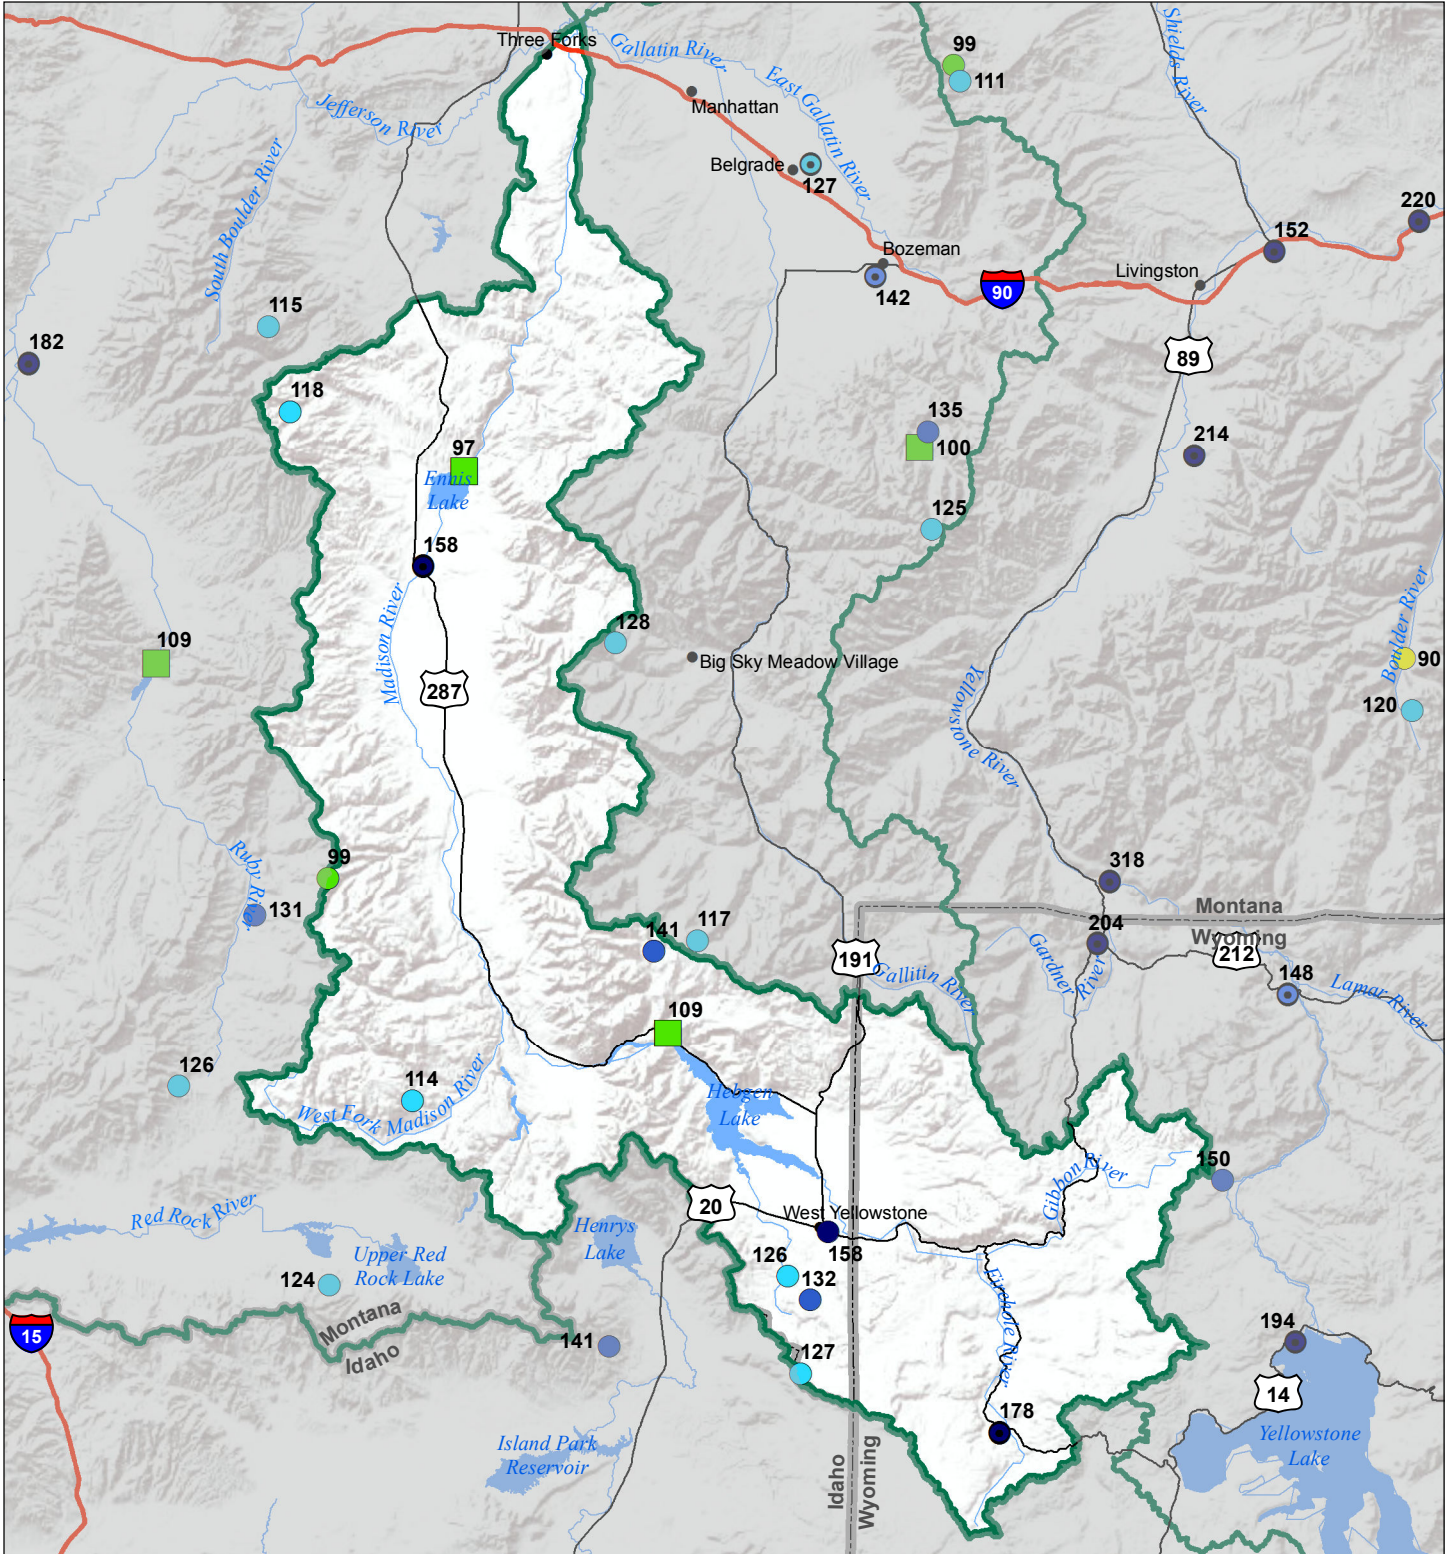 Three Forks
Gallatin River
Shields River
99
111
East Gallatin River
Manhattan
Jefferson River
Belgrade
127
South Boulder River
220
152
Bozeman
142
90
Livingston
115
182
89
118
135
100
214
97
Ennis
Lake
125
158
Madison River
128
Boulder River
109
Big Sky Meadow Village
90
287
120
Yellowstone River
Ruby River
99
131
318
Montana
Wyoming
204
141
117
191
212
Gallitin River
Gardner River
148
Lamar River
109
126
114
West Fork Madison River
Hebgen
Lake
Gibbon River
150
Red Rock River
20
West Yellowstone
158
Henrys
Lake
Upper Red
Rock Lake
124
126
132
Firehole River
Montana
Idaho
15
141
127
194
14
178
Yellowstone
Lake
Island Park
Reservoir
Idaho
Wyoming